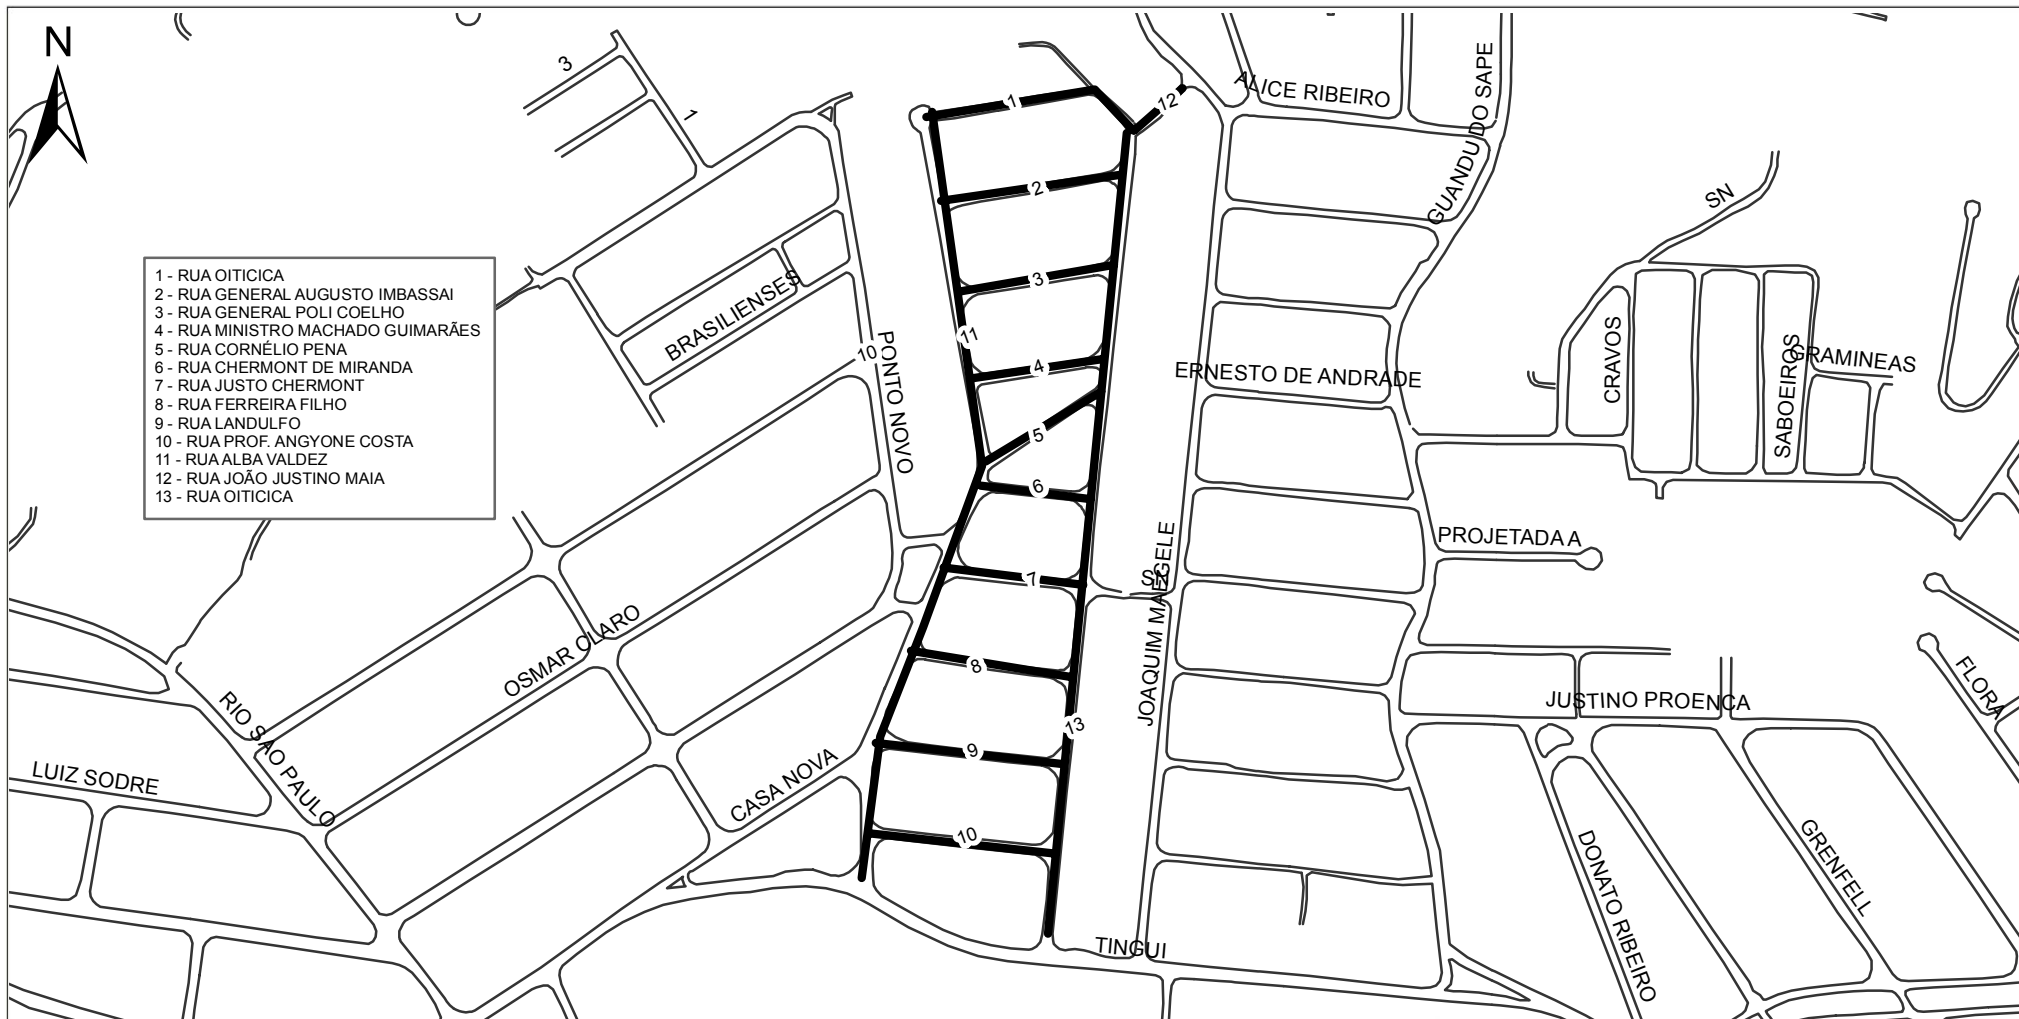 N
3
1
1
12
ALICE RIBEIRO
GUANDU DO SAPE
2
SN
1 - RUA OITICICA
2 - RUA GENERAL AUGUSTO IMBASSAI
3 - RUA GENERAL POLI COELHO
4 - RUA MINISTRO MACHADO GUIMARÃES
5 - RUA CORNÉLIO PENA
6 - RUA CHERMONT DE MIRANDA
7 - RUA JUSTO CHERMONT
8 - RUA FERREIRA FILHO
9 - RUA LANDULFO
10 - RUA PROF. ANGYONE COSTA
11 - RUA ALBA VALDEZ
12 - RUA JOÃO JUSTINO MAIA
13 - RUA OITICICA
BRASILIENSES
3
11
10
PONTO NOVO
4
ERNESTO DE ANDRADE
CRAVOS
SABOEIROS
GRAMINEAS
5
6
PROJETADA A
7
SN
JOAQUIM MAEGELE
OSMAR CLARO
8
RIO SAO PAULO
13
JUSTINO PROENCA
FLORA
9
LUIZ SODRE
CASA NOVA
10
DONATO RIBEIRO
GRENFELL
TINGUI